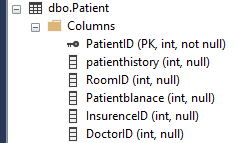 dbo.Patient
Columns
PatientID (PK, int, not null)
patienthistory (int, null)
RoomID (int, null)
Patientblanace (int, null)
InsurenceID (int, null)
DoctorID (int, null)